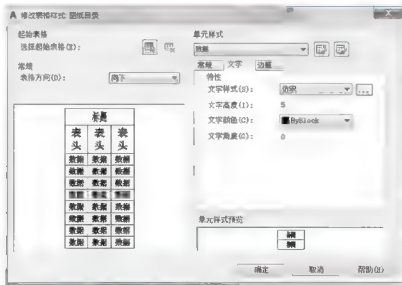 修改表格样式: 图纸目录
起始表格
选择起始表格(E):
常规
表格方向(D):
向下
标题
表头 表头 表头
数据 数据 数据
数据 数据 数据
数据 数据 数据
数据 数据 数据
数据 数据 数据
数据 数据 数据
数据 数据 数据
单元样式
数据
常规 文字 边框
特性
文字样式(S):
仿宋
...
文字高度(I): 5
文字颜色(C): ByBlock
文字角度(G): 0
单元样式预览
确定 取消 帮助(H)